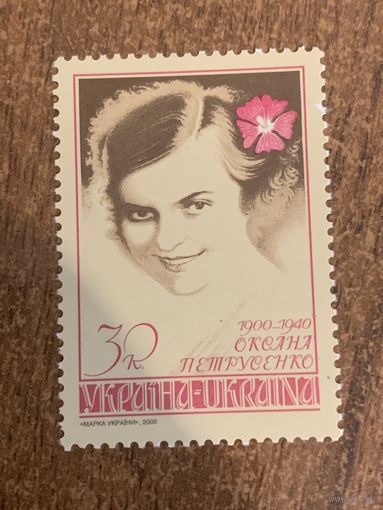 1900-1940
ОКСАНА
ПЕТРУСЕНКО
30к.
УКРАЇНА-UKRAINA
«МАРКА УКРАЇНИ», 2000